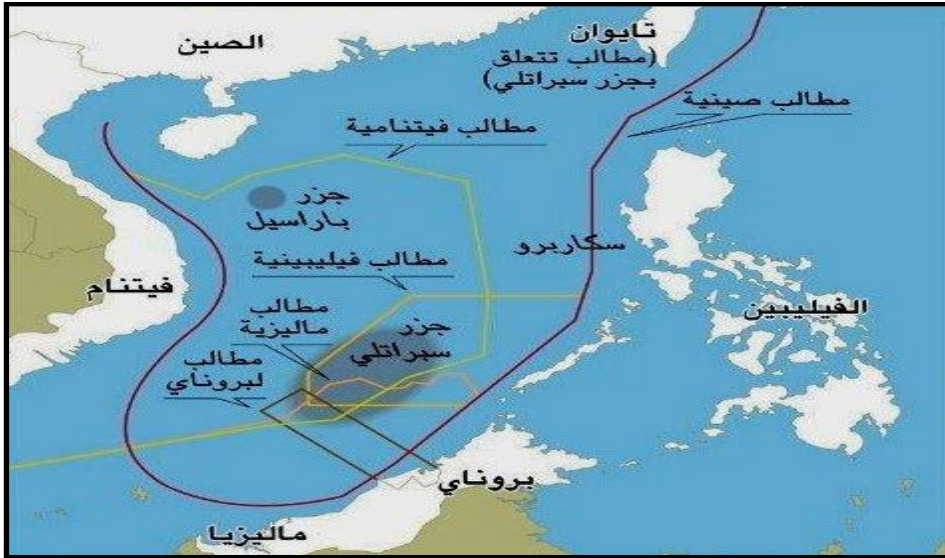 الصين
تايوان
(مطالب تتعلق
بجزر سبراتلي)
مطالب صينية
مطالب فيتنامية
جزر
باراسيل
سكاربرو
مطالب فيليبينية
فيتنام
مطالب
ماليزية
جزر
سبراتلي
الفيليبين
مطالب
لبروناي
بروناي
ماليزيا